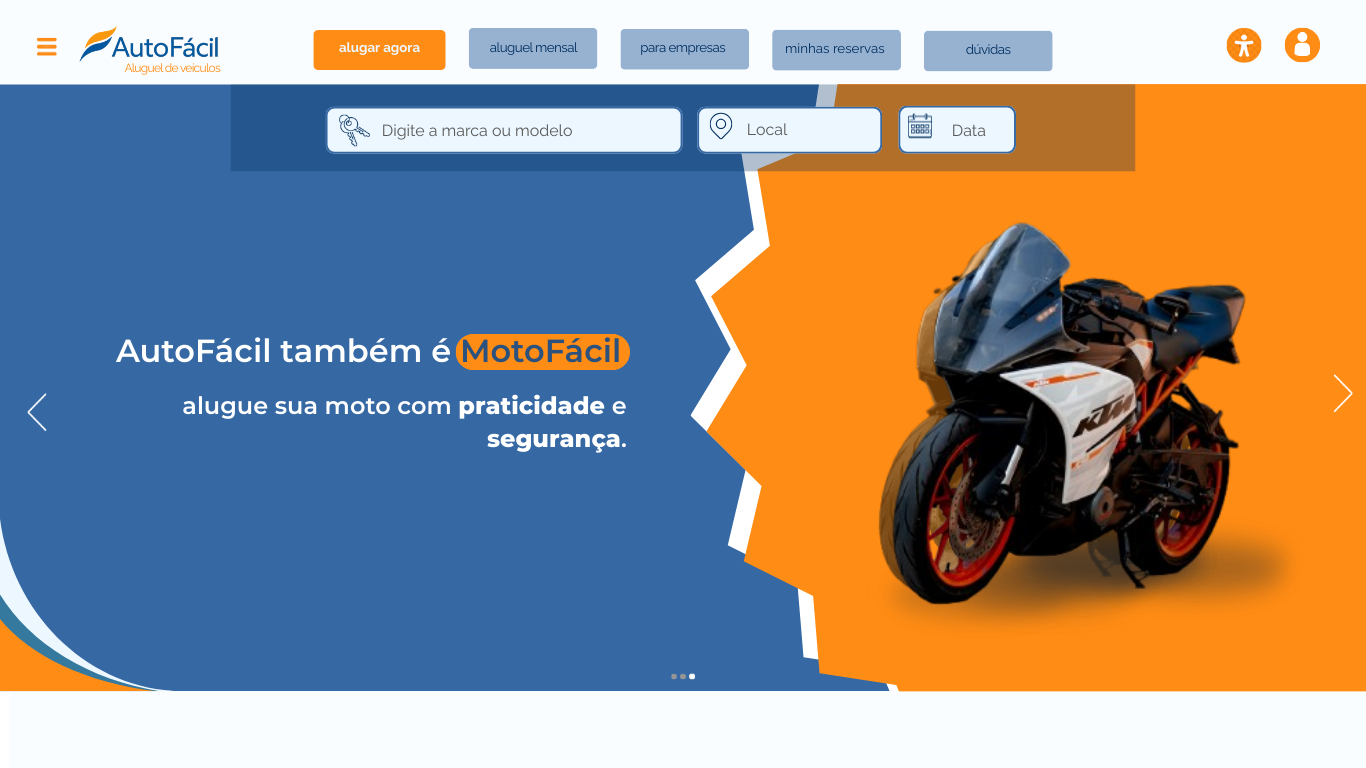 AutoFácil
Aluguel de veículos
alugar agora
aluguel mensal
para empresas
minhas reservas
dúvidas
Digite a marca ou modelo
Local
Data
AutoFácil também é MotoFácil
alugue sua moto com praticidade e
segurança.
KTM